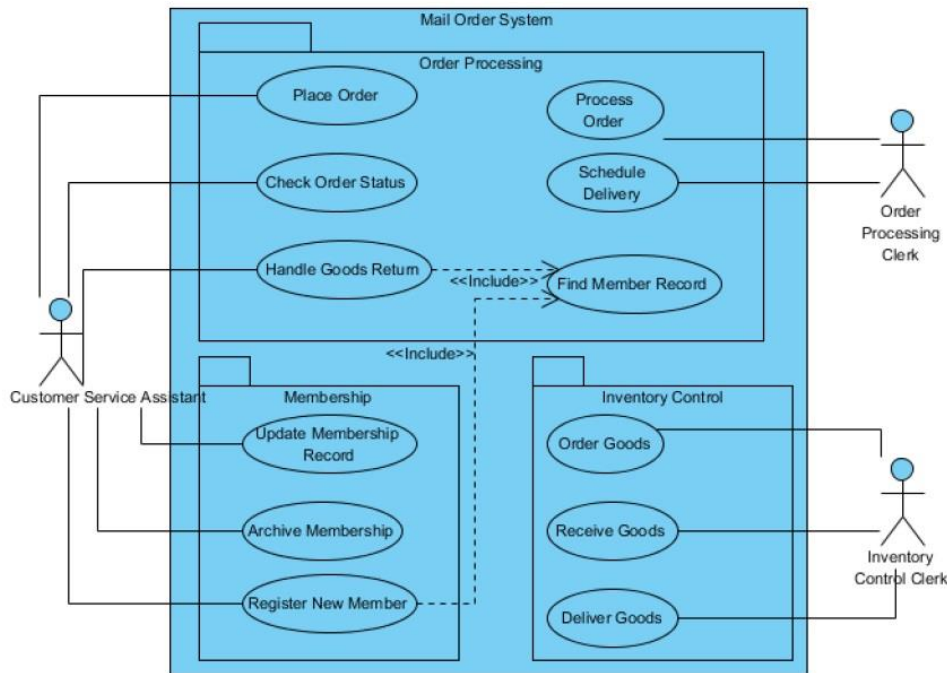 Mail Order System
Order Processing
Place Order
Process
Order
Check Order Status
Schedule
Delivery
Order
Processing
Clerk
Handle Goods Return
<<Include>>
Find Member Record
<<Include>>
Customer Service Assistant
Membership
Update Membership
Record
Archive Membership
Register New Member
Inventory Control
Order Goods
Receive Goods
Deliver Goods
Inventory
Control Clerk